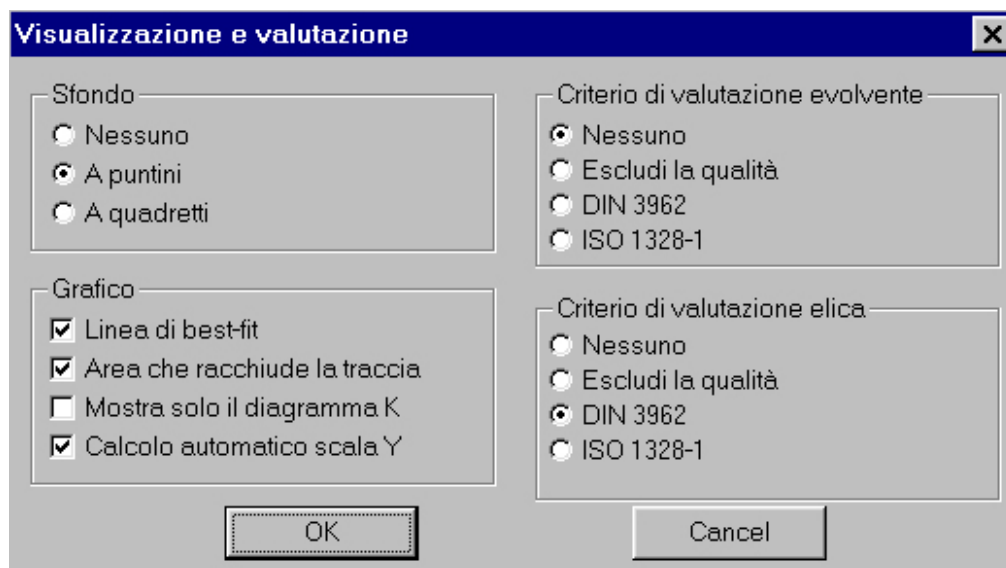 Visualizzazione e valutazione
Sfondo
Nessuno
A puntini
A quadretti
Grafico
Linea di best-fit
Area che racchiude la traccia
Mostra solo il diagramma K
Calcolo automatico scala Y
Criterio di valutazione evolvente
Nessuno
Escludi la qualità
DIN 3962
ISO 1328-1
Criterio di valutazione elica
Nessuno
Escludi la qualità
DIN 3962
ISO 1328-1
OK
Cancel